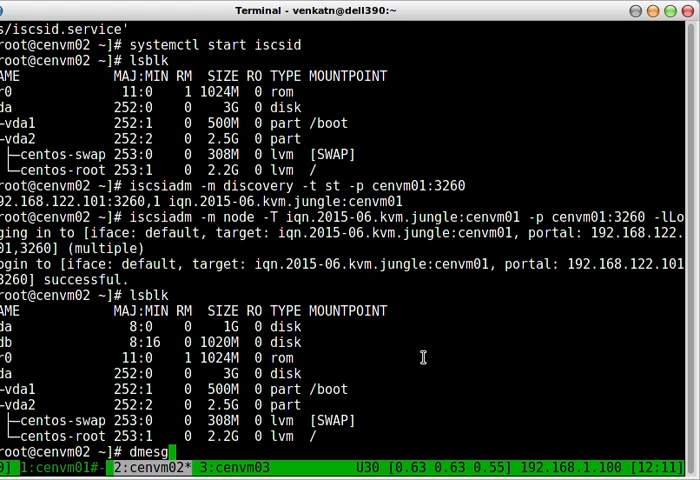 Terminal - venkatn@dell390:~
s/iscsid.service'
root@cenvm02 ~]# systemctl start iscsid
root@cenvm02 ~]# lsblk
AME MAJ:MIN RM SIZE RO TYPE MOUNTPOINT
r0 11:0 1 1024M 0 rom
da 252:0 0 3G 0 disk
─vda1 252:1 0 500M 0 part /boot
─vda2 252:2 0 2.5G 0 part
├─centos-swap 253:0 0 308M 0 lvm [SWAP]
└─centos-root 253:1 0 2.2G 0 lvm /
root@cenvm02 ~]# iscsiadm -m discovery -t st -p cenvm01:3260
92.168.122.101:3260,1 iqn.2015-06.kvm.jungle:cenvm01
root@cenvm02 ~]# iscsiadm -m node -T iqn.2015-06.kvm.jungle:cenvm01 -p cenvm01:3260 -lLo
ging in to [iface: default, target: iqn.2015-06.kvm.jungle:cenvm01, portal: 192.168.122.
01,3260] (multiple)
ogin to [iface: default, target: iqn.2015-06.kvm.jungle:cenvm01, portal: 192.168.122.101
3260] successful.
root@cenvm02 ~]# lsblk
AME MAJ:MIN RM SIZE RO TYPE MOUNTPOINT
da 8:0 0 1G 0 disk
db 8:16 0 1020M 0 disk
r0 11:0 1 1024M 0 rom
da 252:0 0 3G 0 disk
─vda1 252:1 0 500M 0 part /boot
─vda2 252:2 0 2.5G 0 part
├─centos-swap 253:0 0 308M 0 lvm [SWAP]
└─centos-root 253:1 0 2.2G 0 lvm /
root@cenvm02 ~]# dmesg
0] 1:cenvm01#- 2:cenvm02* 3:cenvm03 U30 [0.63 0.63 0.55] 192.168.1.100 [12:11]